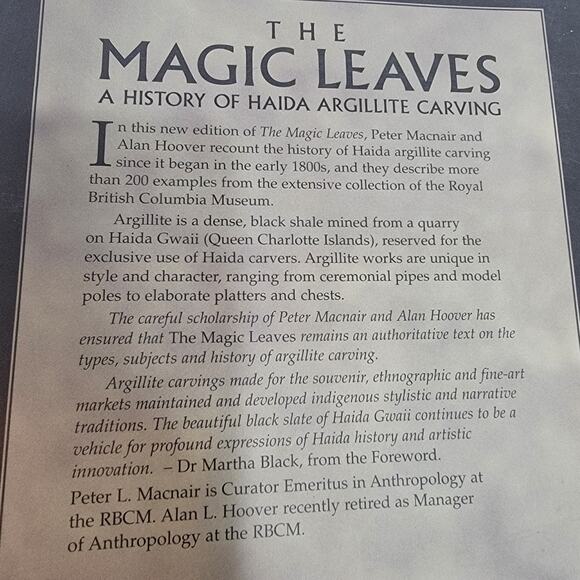 THE
MAGIC LEAVES
A HISTORY OF HAIDA ARGILLITE CARVING
In this new edition of The Magic Leaves, Peter Macnair and
Alan Hoover recount the history of Haida argillite carving
since it began in the early 1800s, and they describe more
than 200 examples from the extensive collection of the Royal
British Columbia Museum.
Argillite is a dense, black shale mined from a quarry
on Haida Gwaii (Queen Charlotte Islands), reserved for the
exclusive use of Haida carvers. Argillite works are unique in
style and character, ranging from ceremonial pipes and model
poles to elaborate platters and chests.
The careful scholarship of Peter Macnair and Alan Hoover has
ensured that The Magic Leaves remains an authoritative text on the
types, subjects and history of argillite carving.
Argillite carvings made for the souvenir, ethnographic and fine-art
markets maintained and developed indigenous stylistic and narrative
traditions. The beautiful black slate of Haida Gwaii continues to be a
vehicle for profound expressions of Haida history and artistic
innovation. – Dr Martha Black, from the Foreword.
Peter L. Macnair is Curator Emeritus in Anthropology at
the RBCM. Alan L. Hoover recently retired as Manager
of Anthropology at the RBCM.